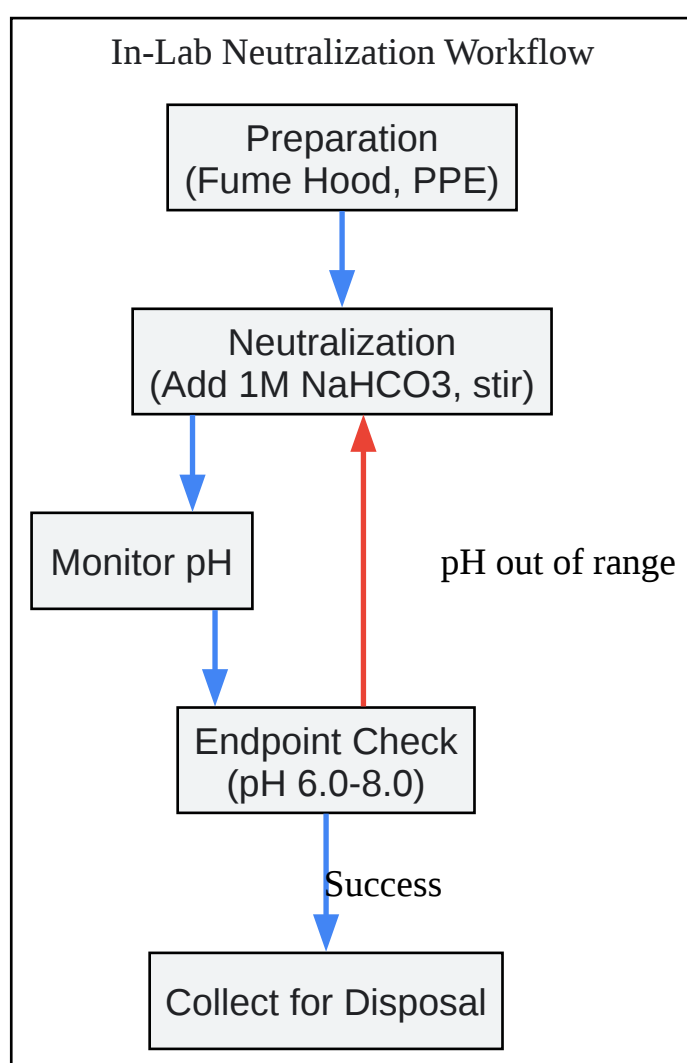 In-Lab Neutralization Workflow
Preparation
(Fume Hood, PPE)
Neutralization
(Add 1M NaHCO3, stir)
Monitor pH
pH out of range
Endpoint Check
(pH 6.0-8.0)
Success
Collect for Disposal